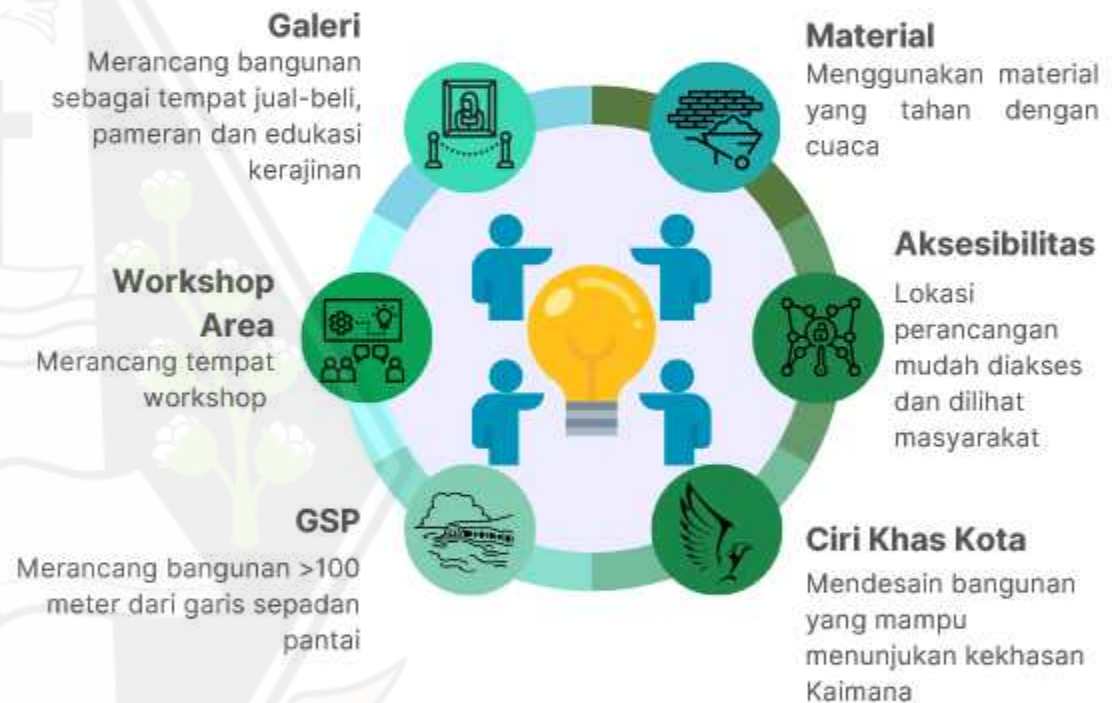 Galeri
Merancang bangunan
sebagai tempat jual-beli,
pameran dan edukasi
kerajinan
Material
Menggunakan material
yang tahan dengan
cuaca
Workshop
Area
Merancang tempat
workshop
Aksesibilitas
Lokasi
perancangan
mudah diakses
dan dilihat
masyarakat
GSP
Merancang bangunan >100
meter dari garis sepadan
pantai
Ciri Khas Kota
Mendesain bangunan
yang mampu
menunjukan kekhasan
Kaimana